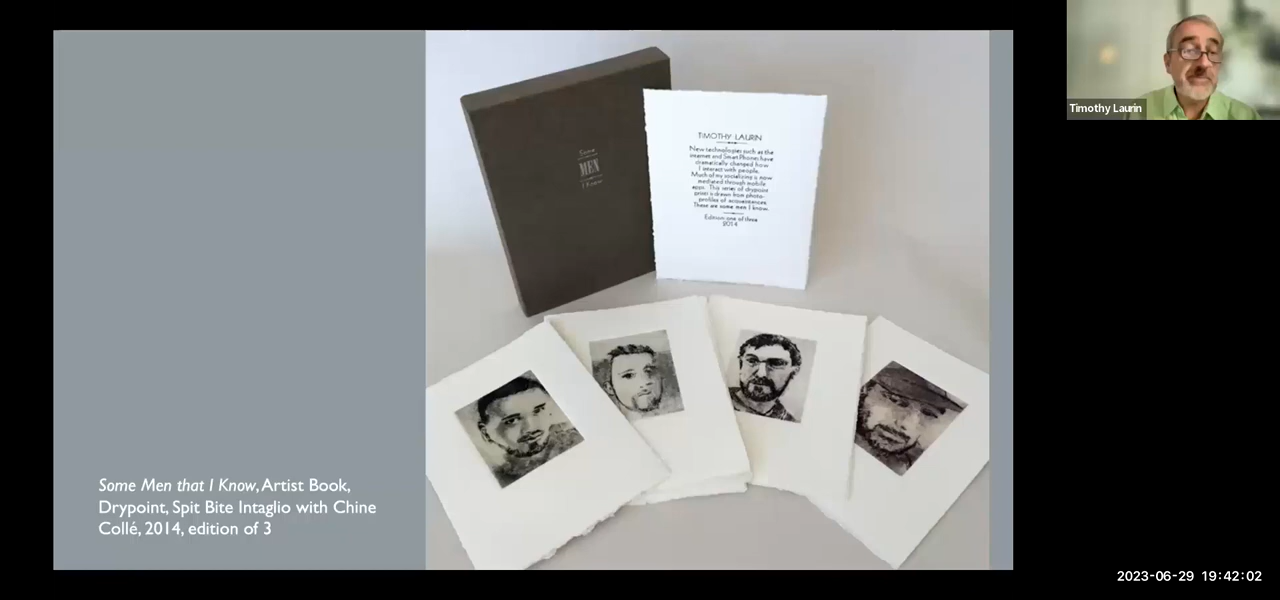 Some
MEN
I Know
TIMOTHY LAURIN
New technologies such as the
internet and Smart Phones have
dramatically changed how
I interact with people.
Much of my socializing is now
mediated through mobile
apps. This series of drypoint
prints is drawn from photo-
profiles of acquaintances.
These are some men I know.
Edition one of three
2014
Some Men that I Know, Artist Book,
Drypoint, Spit Bite Intaglio with Chine
Collé, 2014, edition of 3
Timothy Laurin
2023-06-29 19:42:02